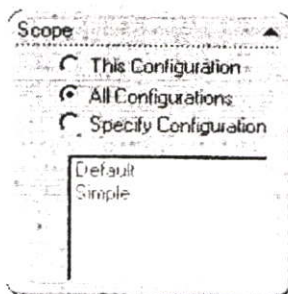 Scope
This Configuration
All Configurations
Specify Configuration
Default
Simple